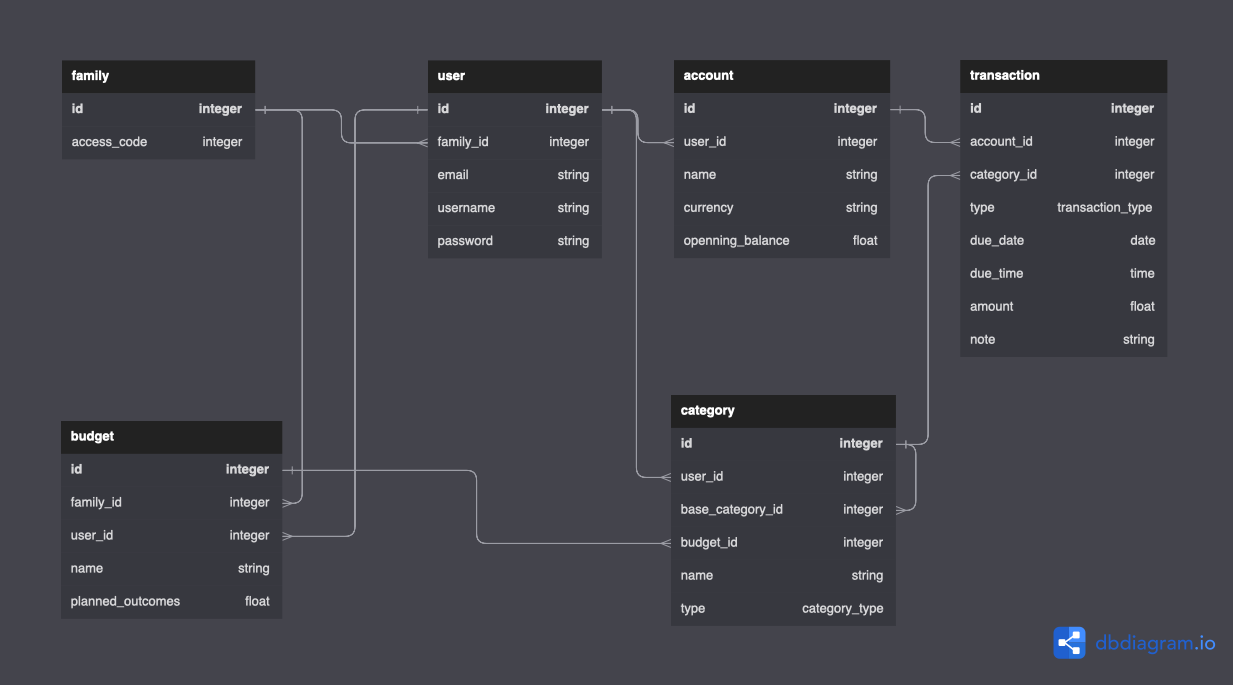 family
id integer
access_code integer
user
id integer
family_id integer
email string
username string
password string
account
id integer
user_id integer
name string
currency string
openning_balance float
transaction
id integer
account_id integer
category_id integer
type transaction_type
due_date date
due_time time
amount float
note string
budget
id integer
family_id integer
user_id integer
name string
planned_outcomes float
category
id integer
user_id integer
base_category_id integer
budget_id integer
name string
type category_type
dbdiagram.io